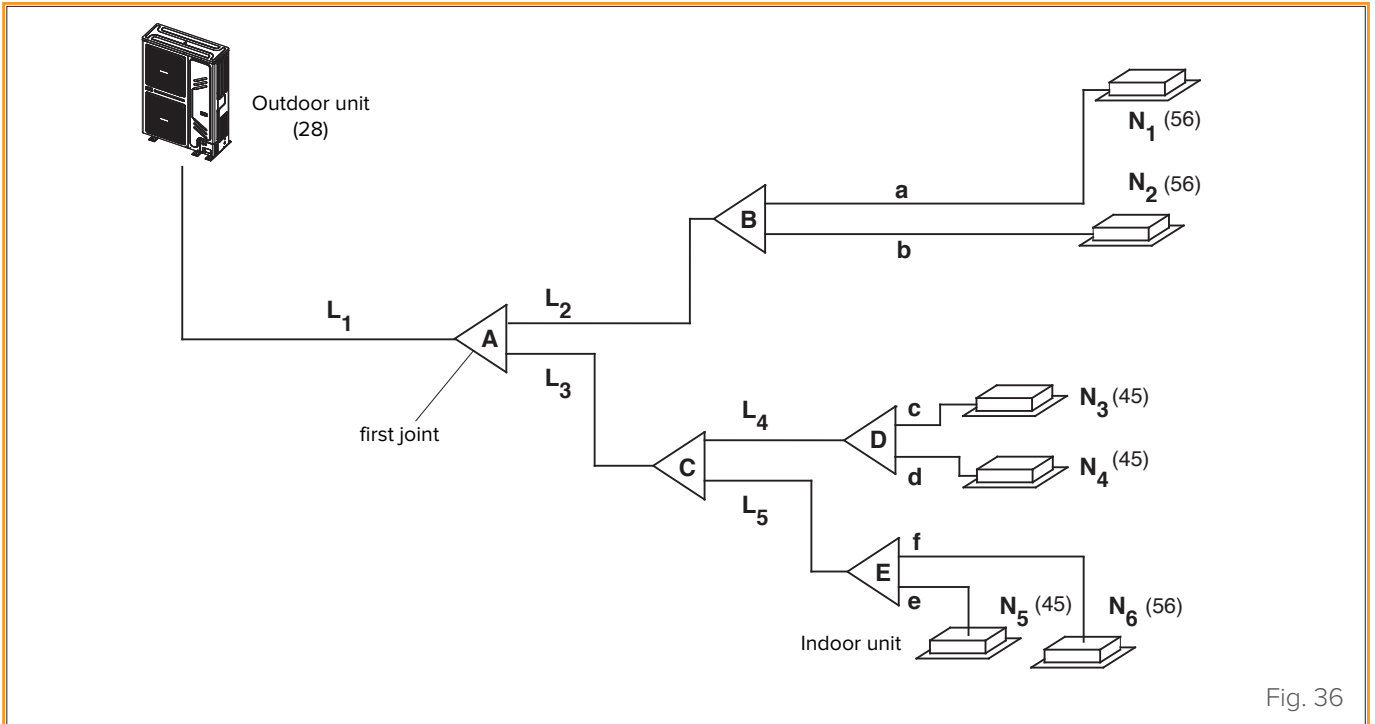 Outdoor unit
(28)
N1 (56)
N2 (56)
a
B
b
L1
L2
A
L3
first joint
L4
c
D
N3 (45)
C
d
N4 (45)
L5
f
E
e
N5 (45)
N6 (56)
Indoor unit
Fig. 36